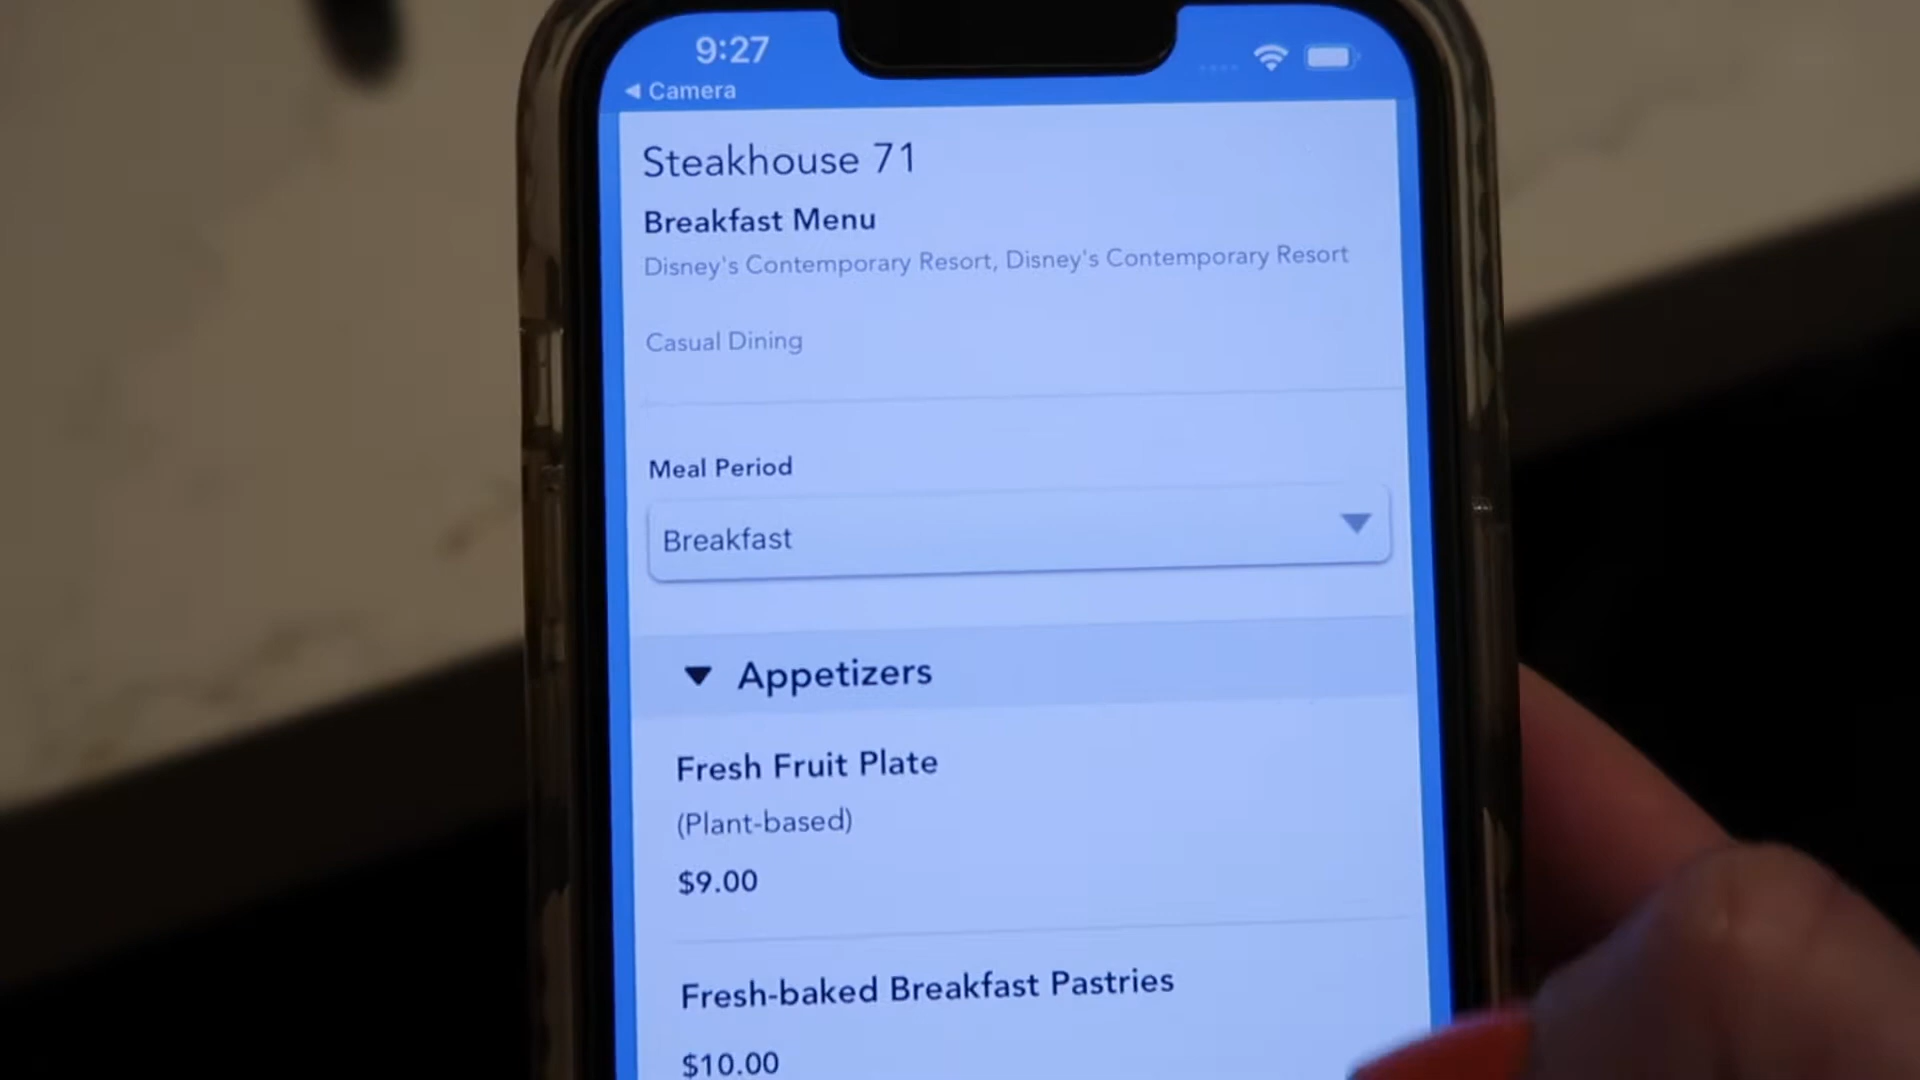 9:27
◀ Camera
Steakhouse 71
Breakfast Menu
Disney's Contemporary Resort, Disney's Contemporary Resort
Casual Dining
Meal Period
Breakfast
Appetizers
Fresh Fruit Plate
(Plant-based)
$9.00
Fresh-baked Breakfast Pastries
$10.00